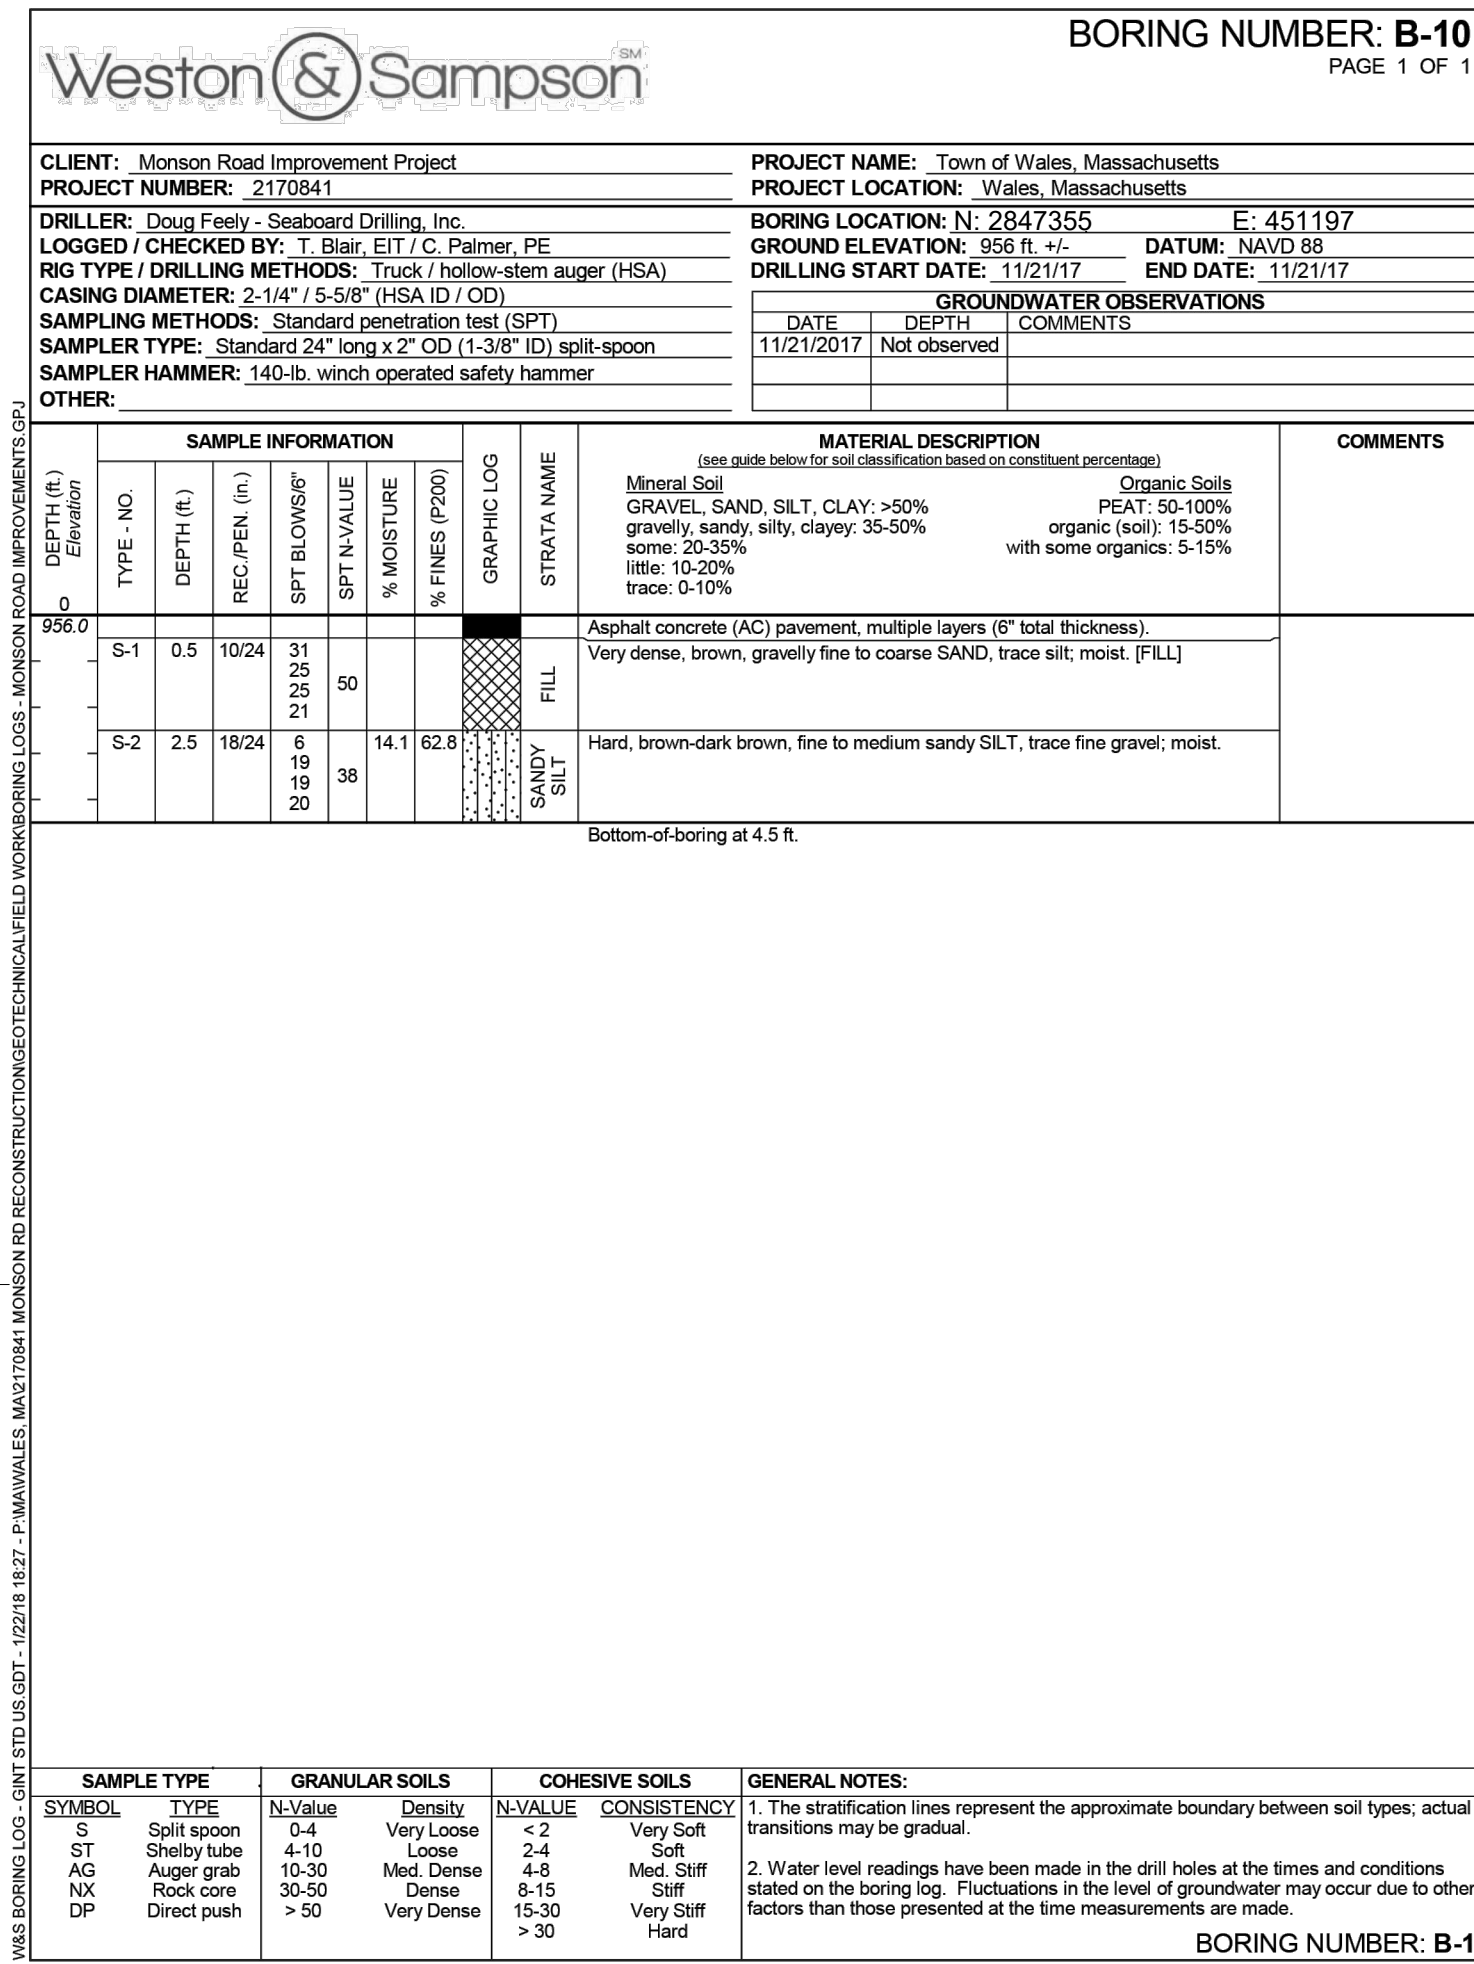 Weston & Sampson SM
BORING NUMBER: B-10
PAGE 1 OF 1
CLIENT: Monson Road Improvement Project
PROJECT NUMBER: 2170841
PROJECT NAME: Town of Wales, Massachusetts
PROJECT LOCATION: Wales, Massachusetts
DRILLER: Doug Feely - Seaboard Drilling, Inc.
LOGGED / CHECKED BY: T. Blair, EIT / C. Palmer, PE
RIG TYPE / DRILLING METHODS: Truck / hollow-stem auger (HSA)
CASING DIAMETER: 2-1/4" / 5-5/8" (HSA ID / OD)
SAMPLING METHODS: Standard penetration test (SPT)
SAMPLER TYPE: Standard 24" long x 2" OD (1-3/8" ID) split-spoon
SAMPLER HAMMER: 140-lb. winch operated safety hammer
OTHER:
BORING LOCATION: N: 2847355 E: 451197
GROUND ELEVATION: 956 ft. +/- DATUM: NAVD 88
DRILLING START DATE: 11/21/17 END DATE: 11/21/17
GROUNDWATER OBSERVATIONS
DATE DEPTH COMMENTS
11/21/2017 Not observed
DEPTH (ft.)
Elevation
0
SAMPLE INFORMATION
TYPE - NO.
DEPTH (ft.)
REC./PEN. (in.)
SPT BLOWS/6"
SPT N-VALUE
% MOISTURE
% FINES (P200)
GRAPHIC LOG
STRATA NAME
MATERIAL DESCRIPTION
(see guide below for soil classification based on constituent percentage)
Mineral Soil
GRAVEL, SAND, SILT, CLAY: >50%
gravelly, sandy, silty, clayey: 35-50%
some: 20-35%
little: 10-20%
trace: 0-10%
Organic Soils
PEAT: 50-100%
organic (soil): 15-50%
with some organics: 5-15%
COMMENTS
956.0
Asphalt concrete (AC) pavement, multiple layers (6" total thickness).
S-1 0.5 10/24 31
25
25
21
50
FILL
Very dense, brown, gravelly fine to coarse SAND, trace silt; moist. [FILL]
S-2 2.5 18/24 6
19
19
20
38
14.1 62.8
SANDY
SILT
Hard, brown-dark brown, fine to medium sandy SILT, trace fine gravel; moist.
Bottom-of-boring at 4.5 ft.
W&S BORING LOG - GINT STD US.GDT - 1/22/18 18:27 - P:\MA\WALES, MA\2170841 MONSON RD RECONSTRUCTION\GEOTECHNICAL\FIELD WORK\BORING LOGS - MONSON ROAD IMPROVEMENTS.GPJ
SAMPLE TYPE
SYMBOL TYPE
S Split spoon
ST Shelby tube
AG Auger grab
NX Rock core
DP Direct push
GRANULAR SOILS
N-Value Density
0-4 Very Loose
4-10 Loose
10-30 Med. Dense
30-50 Dense
> 50 Very Dense
COHESIVE SOILS
N-VALUE CONSISTENCY
< 2 Very Soft
2-4 Soft
4-8 Med. Stiff
8-15 Stiff
15-30 Very Stiff
> 30 Hard
GENERAL NOTES:
1. The stratification lines represent the approximate boundary between soil types; actual
transitions may be gradual.
2. Water level readings have been made in the drill holes at the times and conditions
stated on the boring log. Fluctuations in the level of groundwater may occur due to other
factors than those presented at the time measurements are made.
BORING NUMBER: B-1